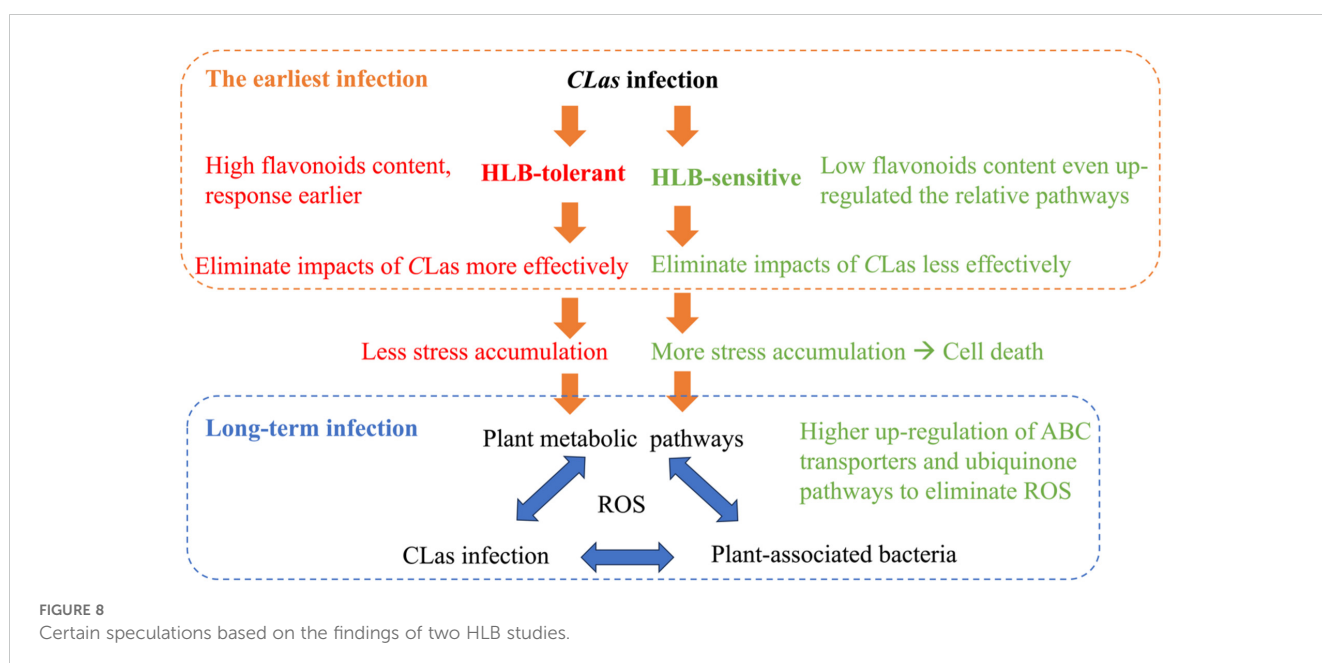 The earliest infection
CLas infection
High flavonoids content,
response earlier
HLB-tolerant
HLB-sensitive
Low flavonoids content even up-
regulated the relative pathways
Eliminate impacts of CLas more effectively
Eliminate impacts of CLas less effectively
Less stress accumulation
More stress accumulation → Cell death
Long-term infection
Plant metabolic pathways
Higher up-regulation of ABC
transporters and ubiquinone
pathways to eliminate ROS
ROS
CLas infection
Plant-associated bacteria
FIGURE 8
Certain speculations based on the findings of two HLB studies.